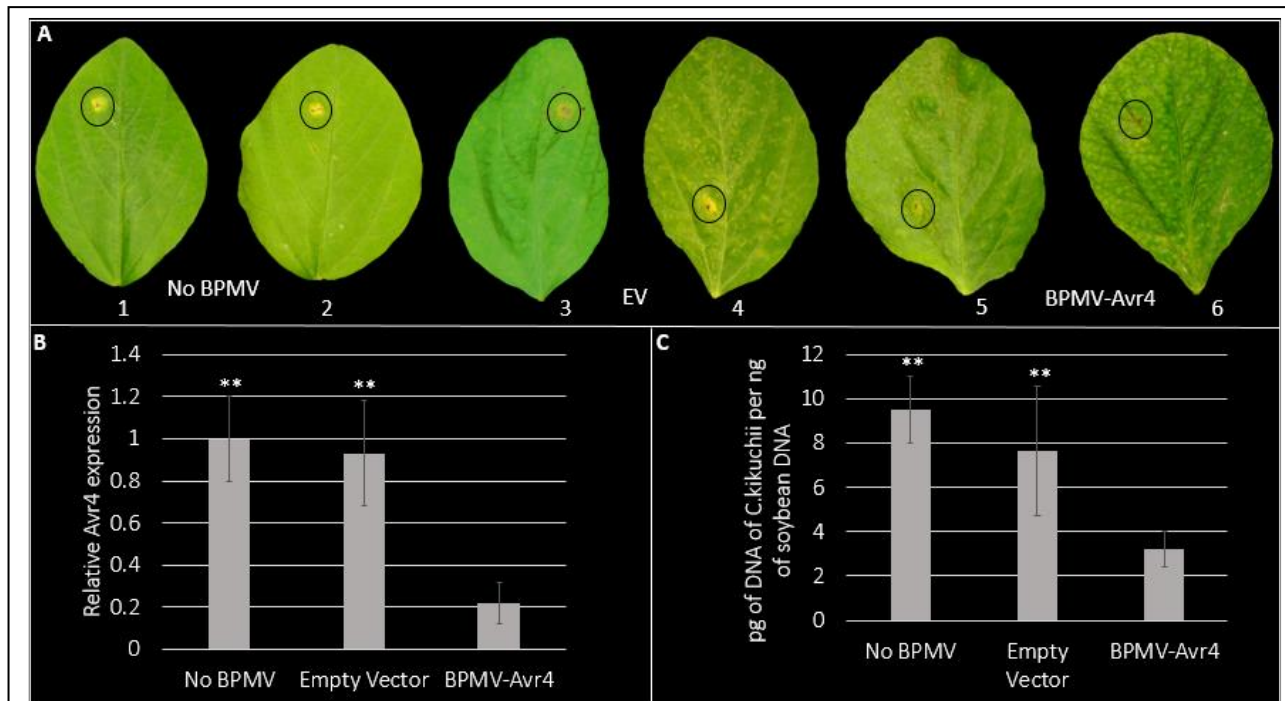 A
No BPMV
EV
BPMV-Avr4
1
2
3
4
5
6
B
Relative Avr4 expression
1.4
1.2
1
0.8
0.6
0.4
0.2
0
**
**
No BPMV
Empty Vector
BPMV-Avr4
C
pg of DNA of C.kikuchii per ng
of soybean DNA
12
10
8
6
4
2
0
**
**
No BPMV
Empty
Vector
BPMV-Avr4